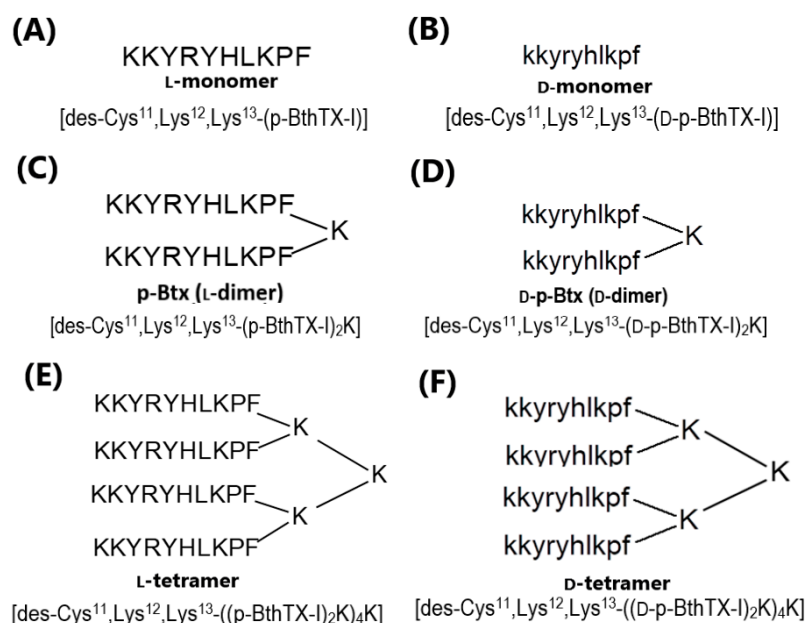 (A)
KKYRYHLKPF
L-monomer
[des-Cys¹¹,Lys¹²,Lys¹³-(p-BthTX-I)]
(B)
kkyryhlkpf
D-monomer
[des-Cys¹¹,Lys¹²,Lys¹³-(D-p-BthTX-I)]
(C)
KKYRYHLKPF
K
KKYRYHLKPF
p-Btx (L-dimer)
[des-Cys¹¹,Lys¹²,Lys¹³-(p-BthTX-I)₂K]
(D)
kkyryhlkpf
K
kkyryhlkpf
D-p-Btx (D-dimer)
[des-Cys¹¹,Lys¹²,Lys¹³-(D-p-BthTX-I)₂K]
(E)
KKYRYHLKPF
K
KKYRYHLKPF
K
KKYRYHLKPF
K
KKYRYHLKPF
L-tetramer
[des-Cys¹¹,Lys¹²,Lys¹³-((p-BthTX-I)₂K)₄K]
(F)
kkyryhlkpf
K
kkyryhlkpf
K
kkyryhlkpf
K
kkyryhlkpf
D-tetramer
[des-Cys¹¹,Lys¹²,Lys¹³-((D-p-BthTX-I)₂K)₄K]